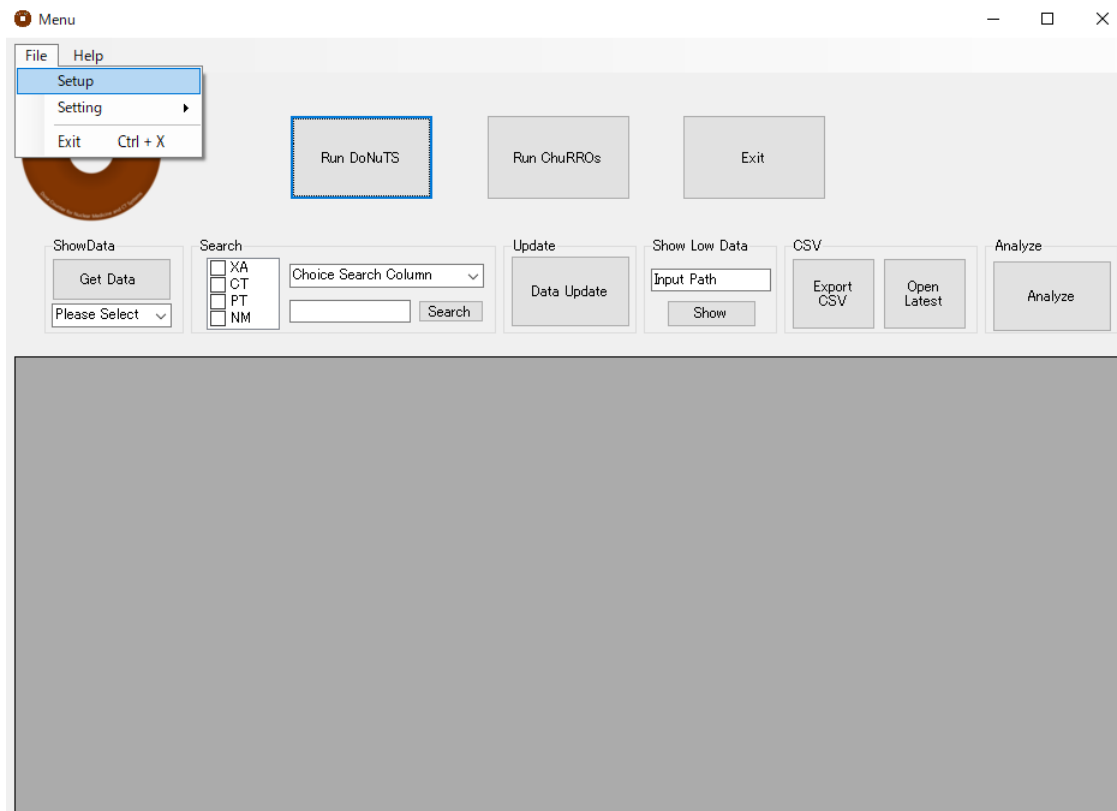 Menu
File Help
Setup
Setting
Exit Ctrl + X
Run DoNuTS
Run ChuRROs
Exit
ShowData
Get Data
Please Select
Search
XA
CT
PT
NM
Choice Search Column
Search
Update
Data Update
Show Low Data
Input Path
Show
CSV
Export
CSV
Open
Latest
Analyze
Analyze